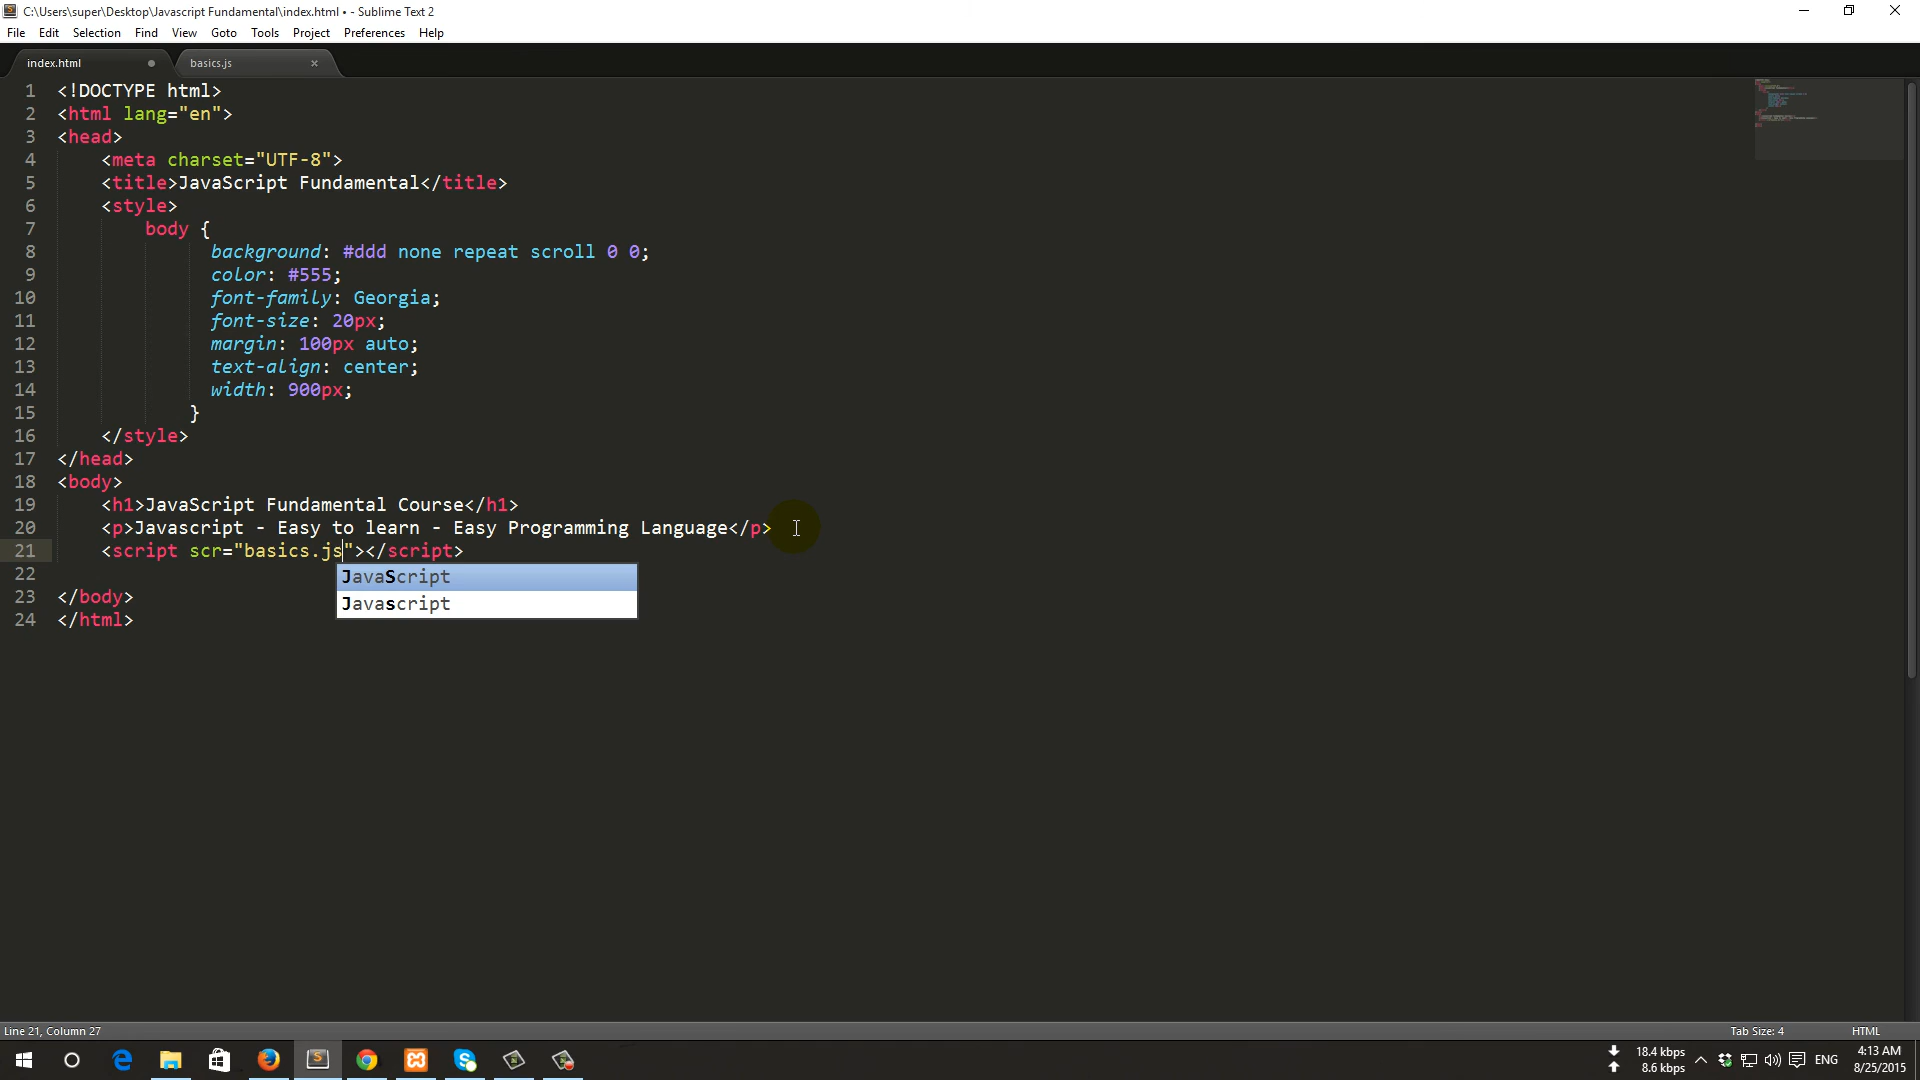 C:\Users\super\Desktop\Javascript Fundamental\index.html • - Sublime Text 2
File Edit Selection Find View Goto Tools Project Preferences Help
index.html basics.js
1 <!DOCTYPE html>
2 <html lang="en">
3 <head>
4 <meta charset="UTF-8">
5 <title>JavaScript Fundamental</title>
6 <style>
7 body {
8 background: #ddd none repeat scroll 0 0;
9 color: #555;
10 font-family: Georgia;
11 font-size: 20px;
12 margin: 100px auto;
13 text-align: center;
14 width: 900px;
15 }
16 </style>
17 </head>
18 <body>
19 <h1>JavaScript Fundamental Course</h1>
20 <p>Javascript - Easy to learn - Easy Programming Language</p>
21 <script scr="basics.js"></script>
22
JavaScript
Javascript
23 </body>
24 </html>
Line 21, Column 27 Tab Size: 4 HTML
18.4 kbps
8.6 kbps
ENG
4:13 AM
8/25/2015